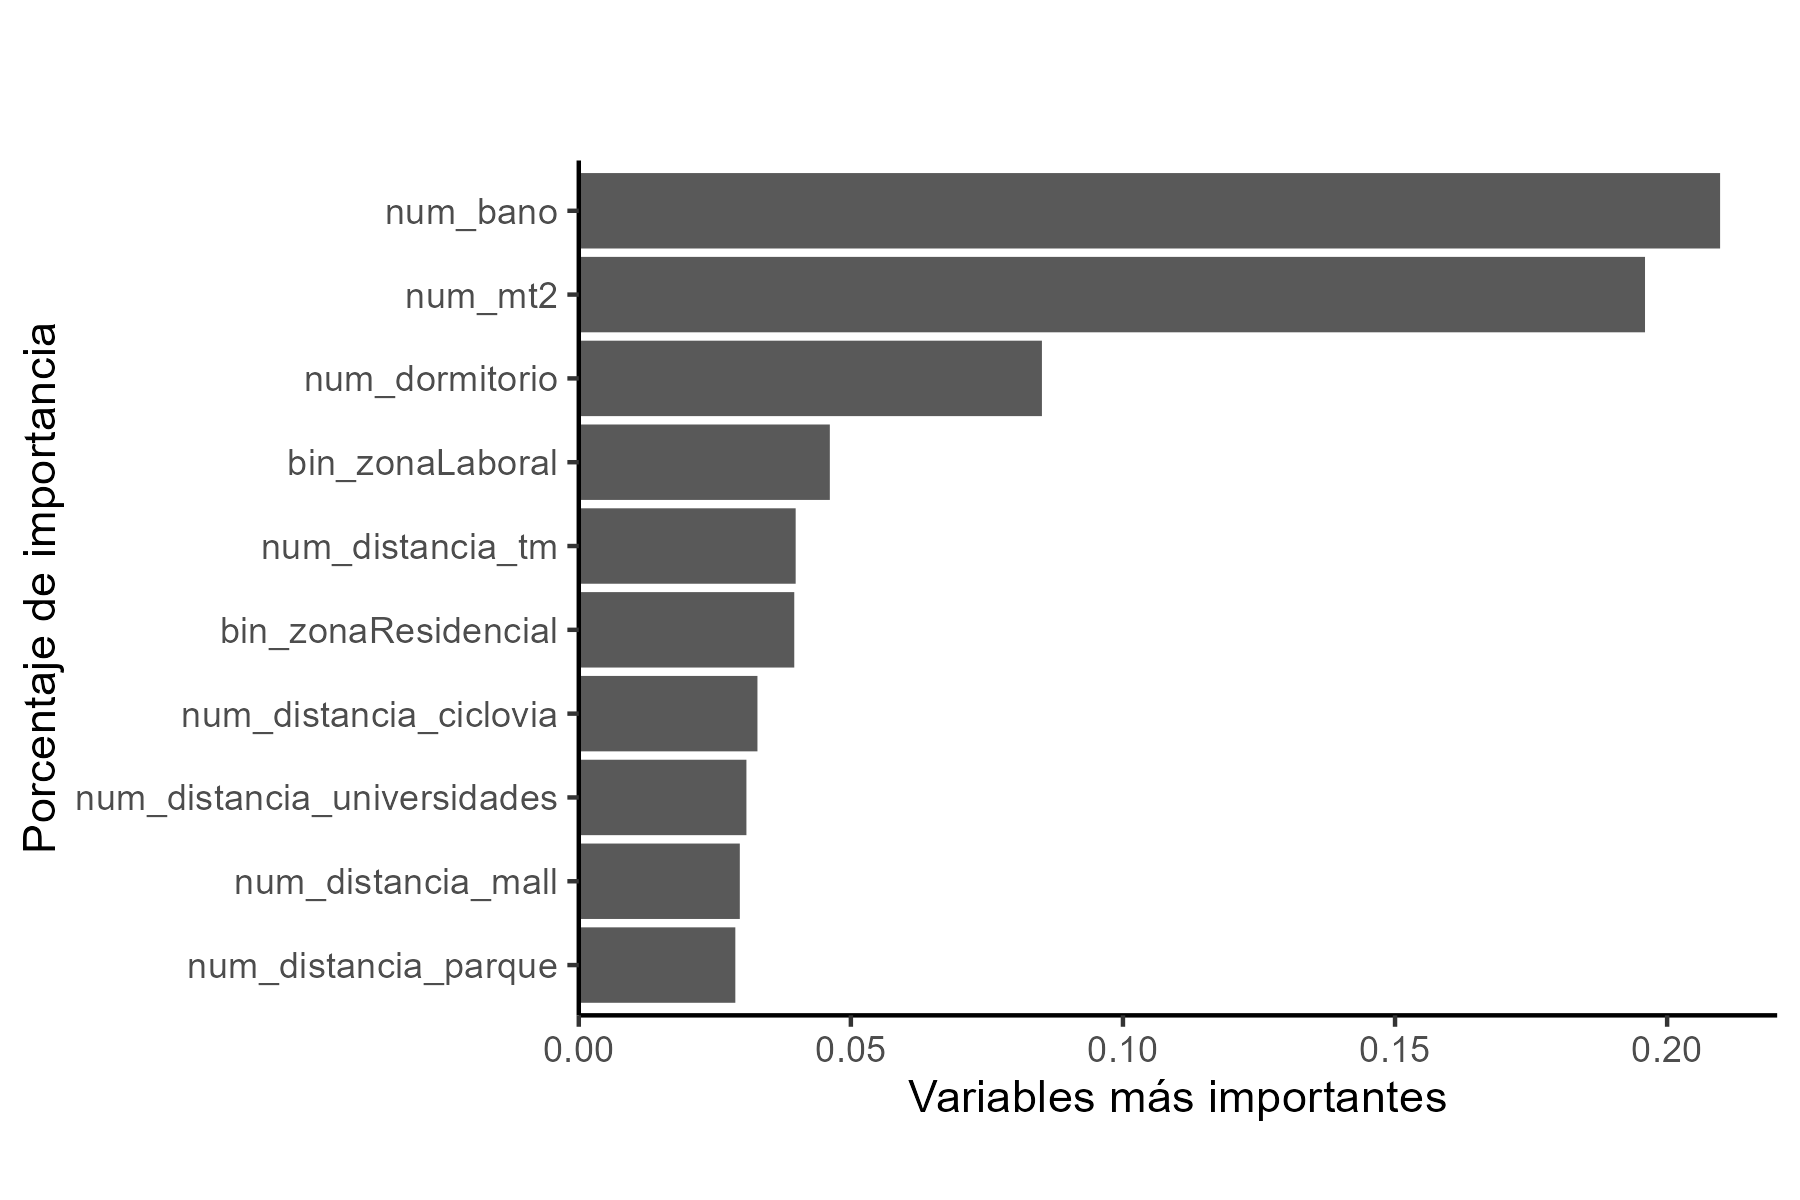 num_bano
num_mt2
num_dormitorio
bin_zonaLaboral
num_distancia_tm
bin_zonaResidencial
num_distancia_ciclovia
num_distancia_universidades
num_distancia_mall
num_distancia_parque
Porcentaje de importancia
0.00 0.05 0.10 0.15 0.20
Variables más importantes